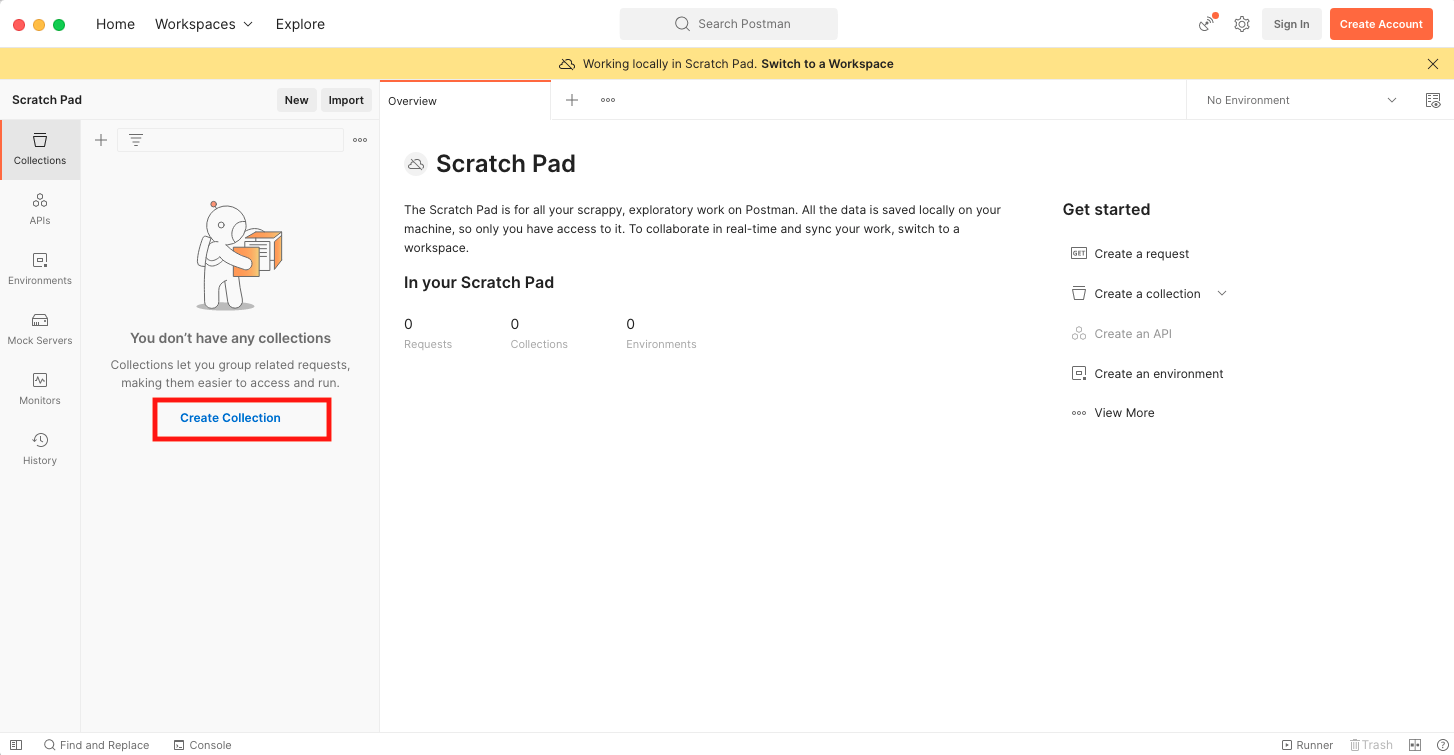 Home Workspaces Explore
Search Postman
Sign In
Create Account
Working locally in Scratch Pad. Switch to a Workspace
Scratch Pad
New
Import
Overview
No Environment
Collections
APIs
Environments
Mock Servers
Monitors
History
You don't have any collections
Collections let you group related requests,
making them easier to access and run.
Create Collection
Scratch Pad
The Scratch Pad is for all your scrappy, exploratory work on Postman. All the data is saved locally on your
machine, so only you have access to it. To collaborate in real-time and sync your work, switch to a
workspace.
In your Scratch Pad
0 0 0
Requests Collections Environments
Get started
GET Create a request
Create a collection
Create an API
Create an environment
View More
Find and Replace Console
Runner Trash